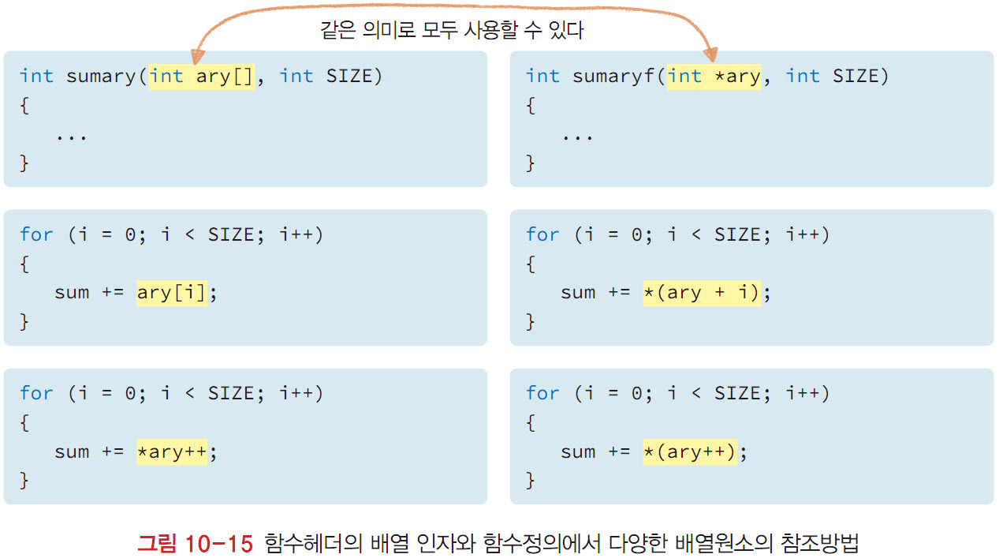 같은 의미로 모두 사용할 수 있다
int sumary(int ary[], int SIZE)
{
...
}
int sumaryf(int *ary, int SIZE)
{
...
}
for (i = 0; i < SIZE; i++)
{
sum += ary[i];
}
for (i = 0; i < SIZE; i++)
{
sum += *(ary + i);
}
for (i = 0; i < SIZE; i++)
{
sum += *ary++;
}
for (i = 0; i < SIZE; i++)
{
sum += *(ary++);
}
그림 10-15 함수헤더의 배열 인자와 함수정의에서 다양한 배열원소의 참조방법